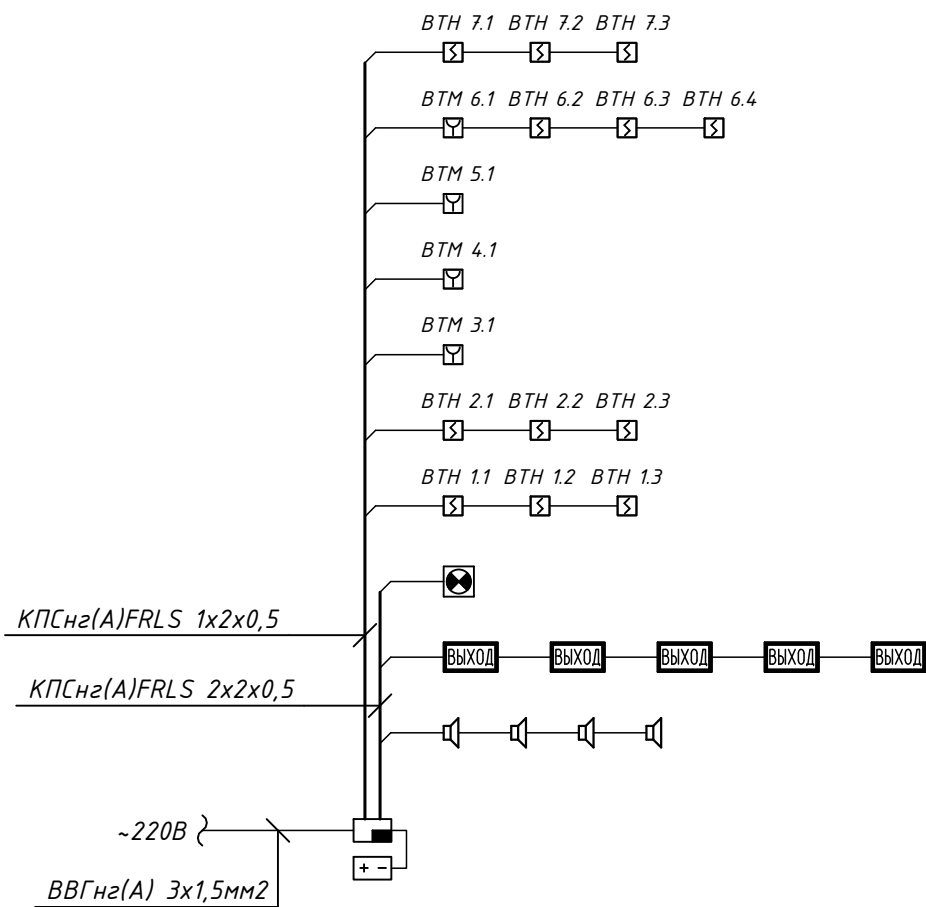 ВТН 7.1 ВТН 7.2 ВТН 7.3
ВТМ 6.1 ВТН 6.2 ВТН 6.3 ВТН 6.4
ВТМ 5.1
ВТМ 4.1
ВТМ 3.1
ВТН 2.1 ВТН 2.2 ВТН 2.3
ВТН 1.1 ВТН 1.2 ВТН 1.3
КПСнг(А)FRLS 1х2х0,5
ВЫХОД ВЫХОД ВЫХОД ВЫХОД ВЫХОД
КПСнг(А)FRLS 2х2х0,5
~220В
+ -
ВВГнг(А) 3х1,5мм2